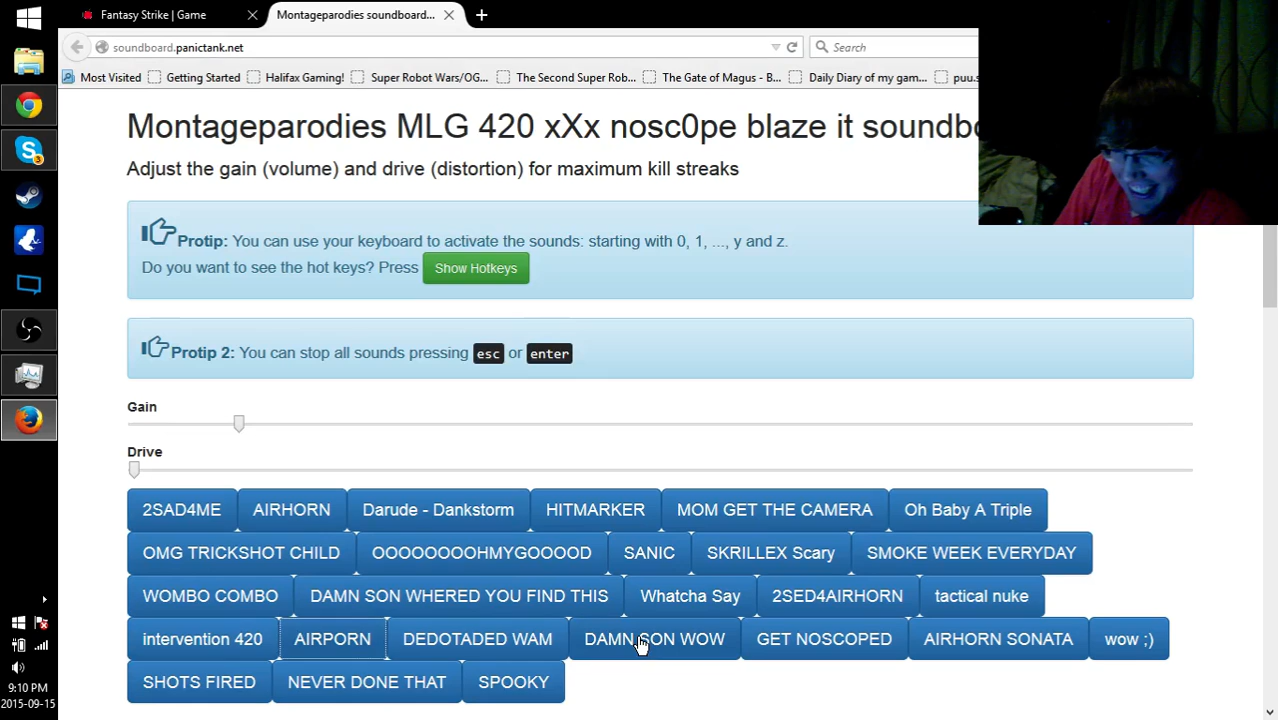 Fantasy Strike | Game
Montageparodies soundboard...
soundboard.panictank.net
Search
Most Visited
Getting Started
Halifax Gaming!
Super Robot Wars/OG...
The Second Super Rob...
The Gate of Magus - B...
Daily Diary of my gam...
puu.s
Montageparodies MLG 420 xXx nosc0pe blaze it soundbo
Adjust the gain (volume) and drive (distortion) for maximum kill streaks
Protip: You can use your keyboard to activate the sounds: starting with 0, 1, ..., y and z.
Do you want to see the hot keys? Press Show Hotkeys
Protip 2: You can stop all sounds pressing esc or enter
Gain
Drive
2SAD4ME AIRHORN Darude - Dankstorm HITMARKER MOM GET THE CAMERA Oh Baby A Triple
OMG TRICKSHOT CHILD OOOOOOOOHMYGOOOOD SANIC SKRILLEX Scary SMOKE WEEK EVERYDAY
WOMBO COMBO DAMN SON WHERED YOU FIND THIS Whatcha Say 2SED4AIRHORN tactical nuke
intervention 420 AIRPORN DEDOTADED WAM DAMN SON WOW GET NOSCOPED AIRHORN SONATA wow ;)
SHOTS FIRED NEVER DONE THAT SPOOKY
3
9:10 PM
2015-09-15